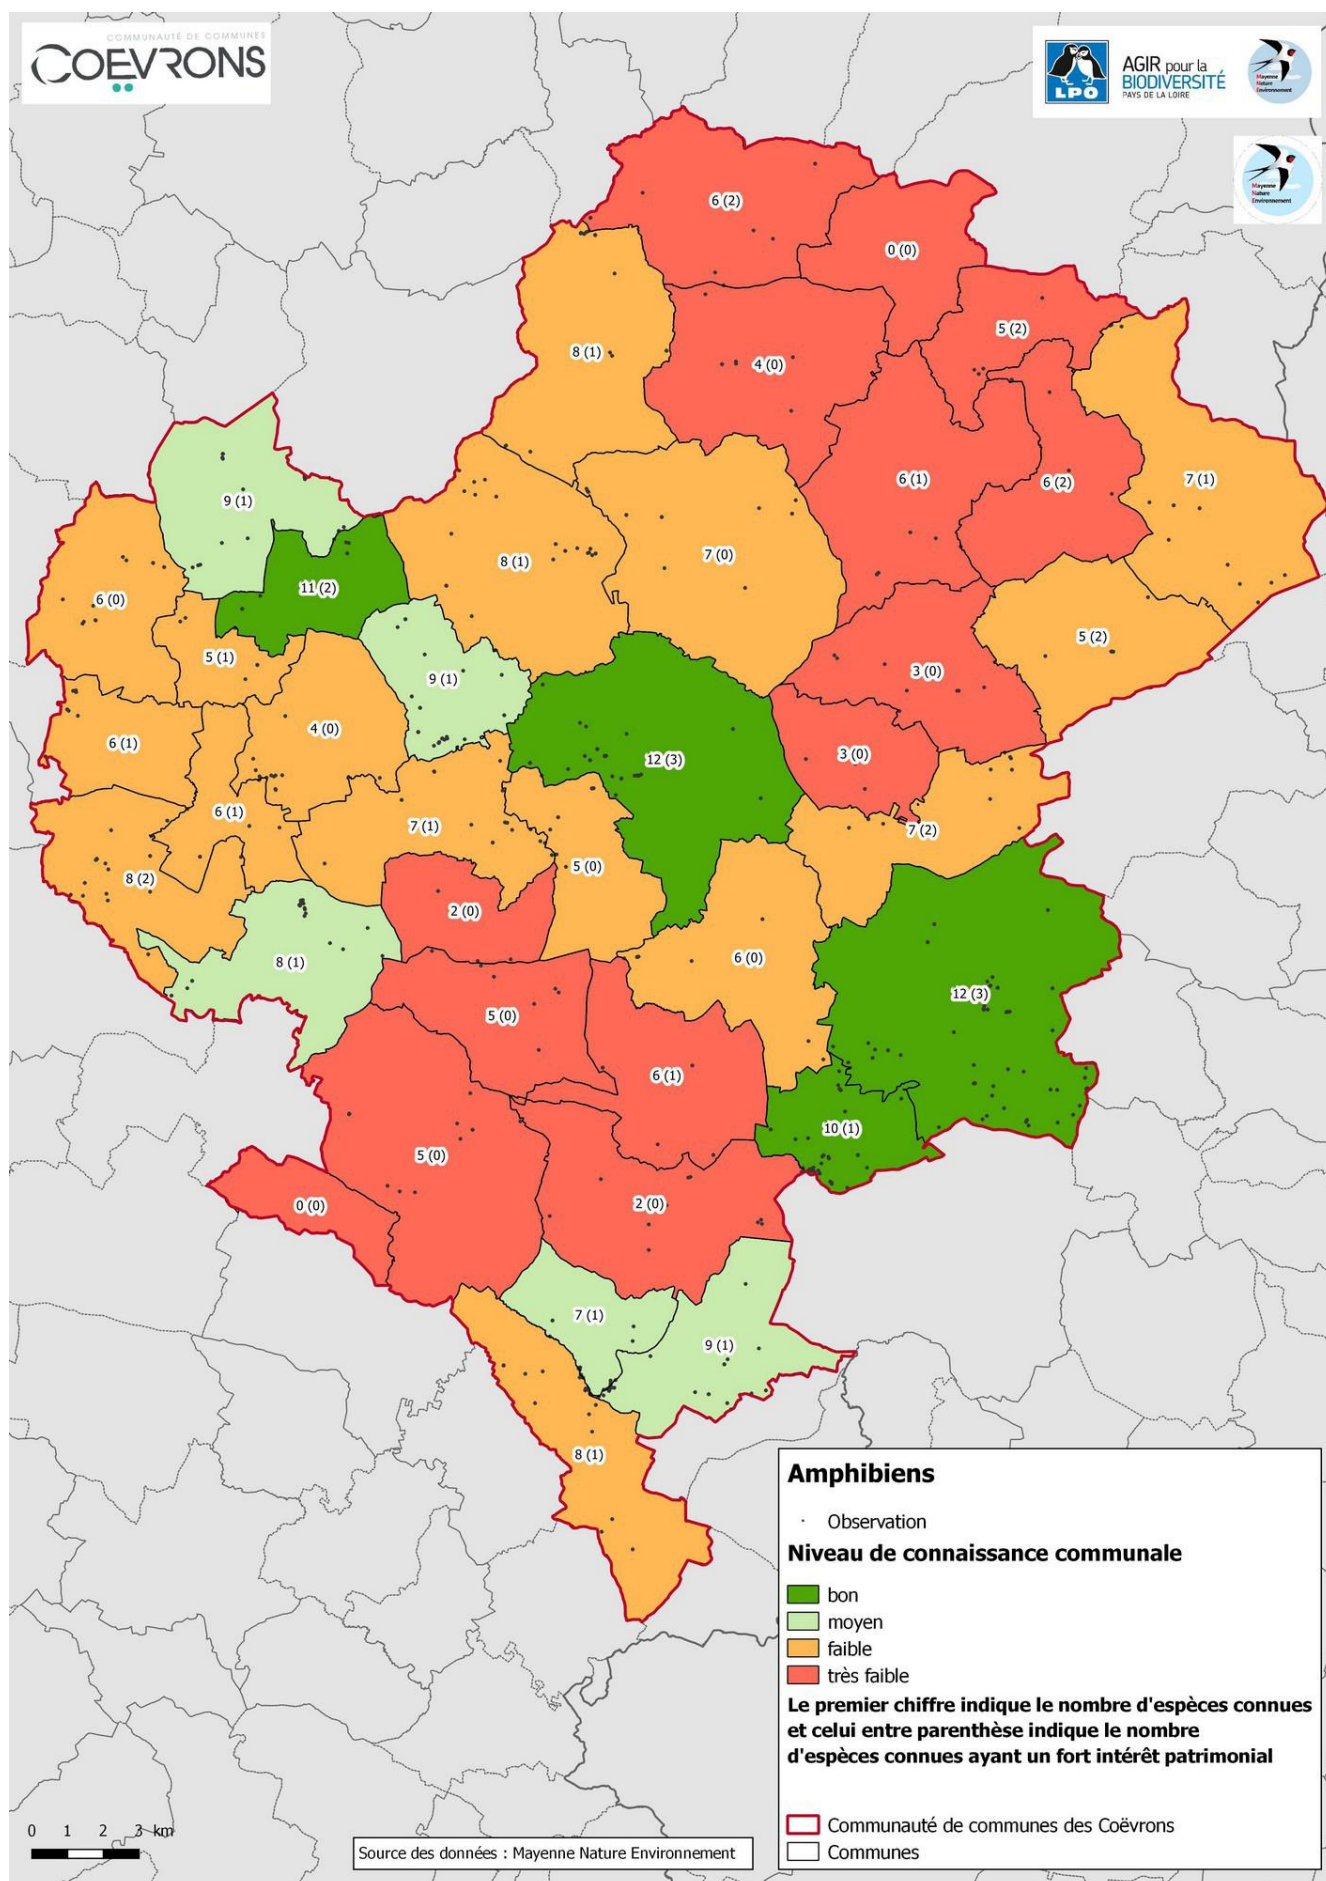 COMMUNAUTÉ DE COMMUNES
COËVRONS
LPO
AGIR pour la
BIODIVERSITÉ
PAYS DE LA LOIRE
Mayenne
Nature
Environnement
Mayenne
Nature
Environnement
6 (2)
0 (0)
5 (2)
8 (1)
4 (0)
9 (1)
6 (1)
6 (2)
7 (1)
7 (0)
8 (1)
11 (2)
6 (0)
5 (2)
5 (1)
9 (1)
3 (0)
4 (0)
6 (1)
3 (0)
12 (3)
6 (1)
7 (1)
7 (2)
5 (0)
8 (2)
2 (0)
6 (0)
8 (1)
12 (3)
5 (0)
6 (1)
10 (1)
5 (0)
0 (0)
2 (0)
7 (1)
9 (1)
8 (1)
Amphibiens
Observation
Niveau de connaissance communale
bon
moyen
faible
très faible
Le premier chiffre indique le nombre d'espèces connues
et celui entre parenthèse indique le nombre
d'espèces connues ayant un fort intérêt patrimonial
Communauté de communes des Coëvrons
Communes
0 1 2 3 km
Source des données : Mayenne Nature Environnement